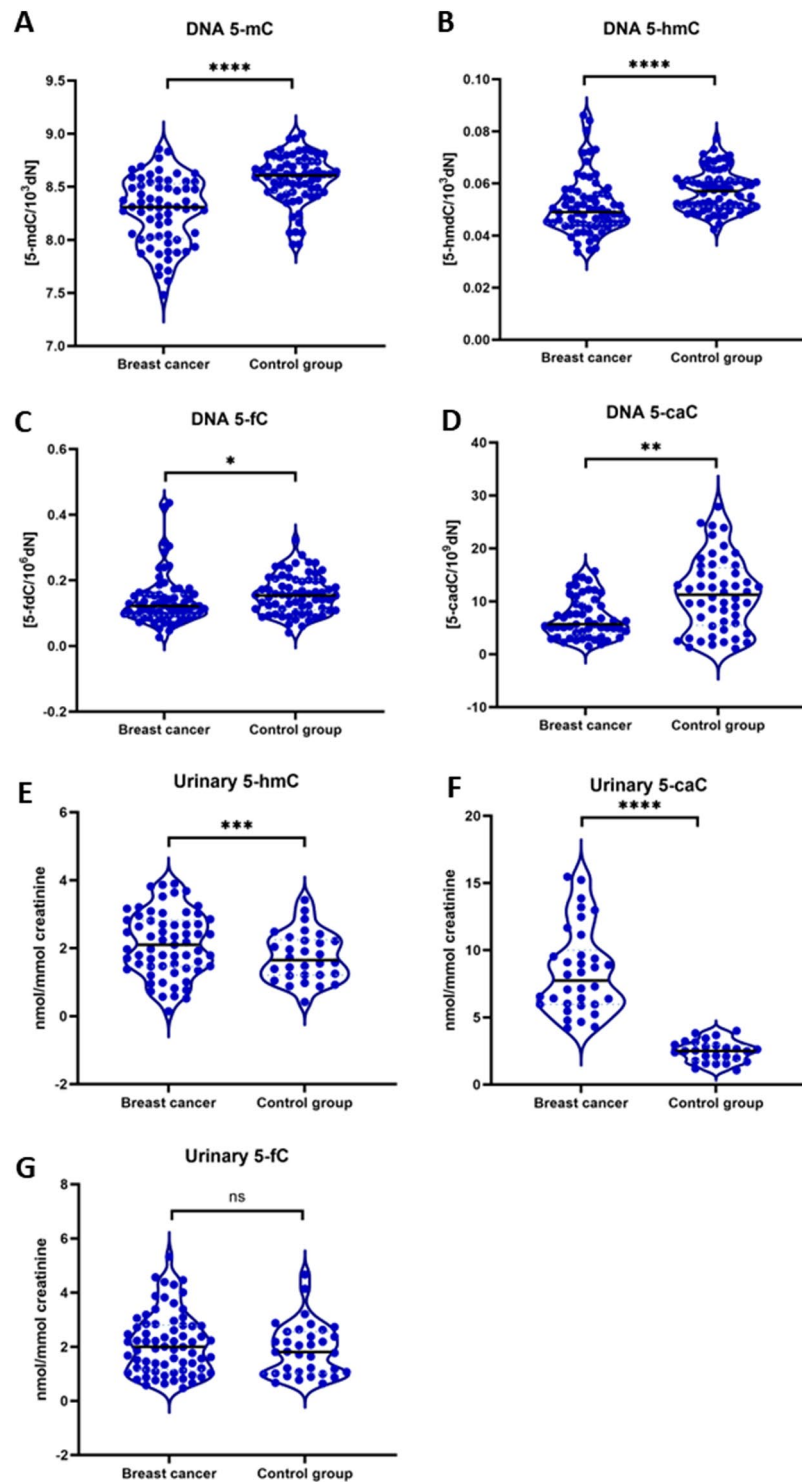 A
DNA 5-mC
****
[5-mdC/10³dN]
9.5
9.0
8.5
8.0
7.5
7.0
Breast cancer
Control group
B
DNA 5-hmC
****
[5-hmdC/10³dN]
0.10
0.08
0.06
0.04
0.02
0.00
Breast cancer
Control group
C
DNA 5-fC
*
[5-fdC/10⁶dN]
0.6
0.4
0.2
0.0
-0.2
Breast cancer
Control group
D
DNA 5-caC
**
[5-cadC/10⁹dN]
40
30
20
10
0
-10
Breast cancer
Control group
E
Urinary 5-hmC
***
nmol/mmol creatinine
6
4
2
0
-2
Breast cancer
Control group
F
Urinary 5-caC
****
nmol/mmol creatinine
20
15
10
5
0
Breast cancer
Control group
G
Urinary 5-fC
ns
nmol/mmol creatinine
8
6
4
2
0
-2
Breast cancer
Control group